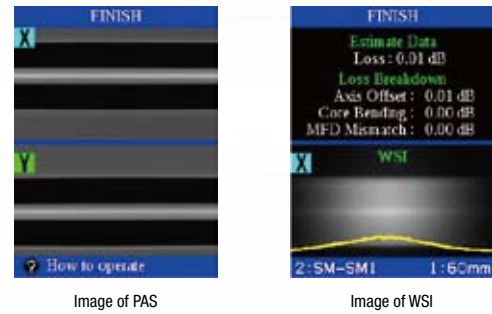 FINISH
X
Y
? How to operate
Image of PAS
FINISH
Estimate Data
Loss : 0.01 dB
Loss Breakdown
Axis Offset : 0.01 dB
Core Bending : 0.00 dB
MFD Mismatch : 0.00 dB
X WSI
2:SM-SM1 1:60mm
Image of WSI